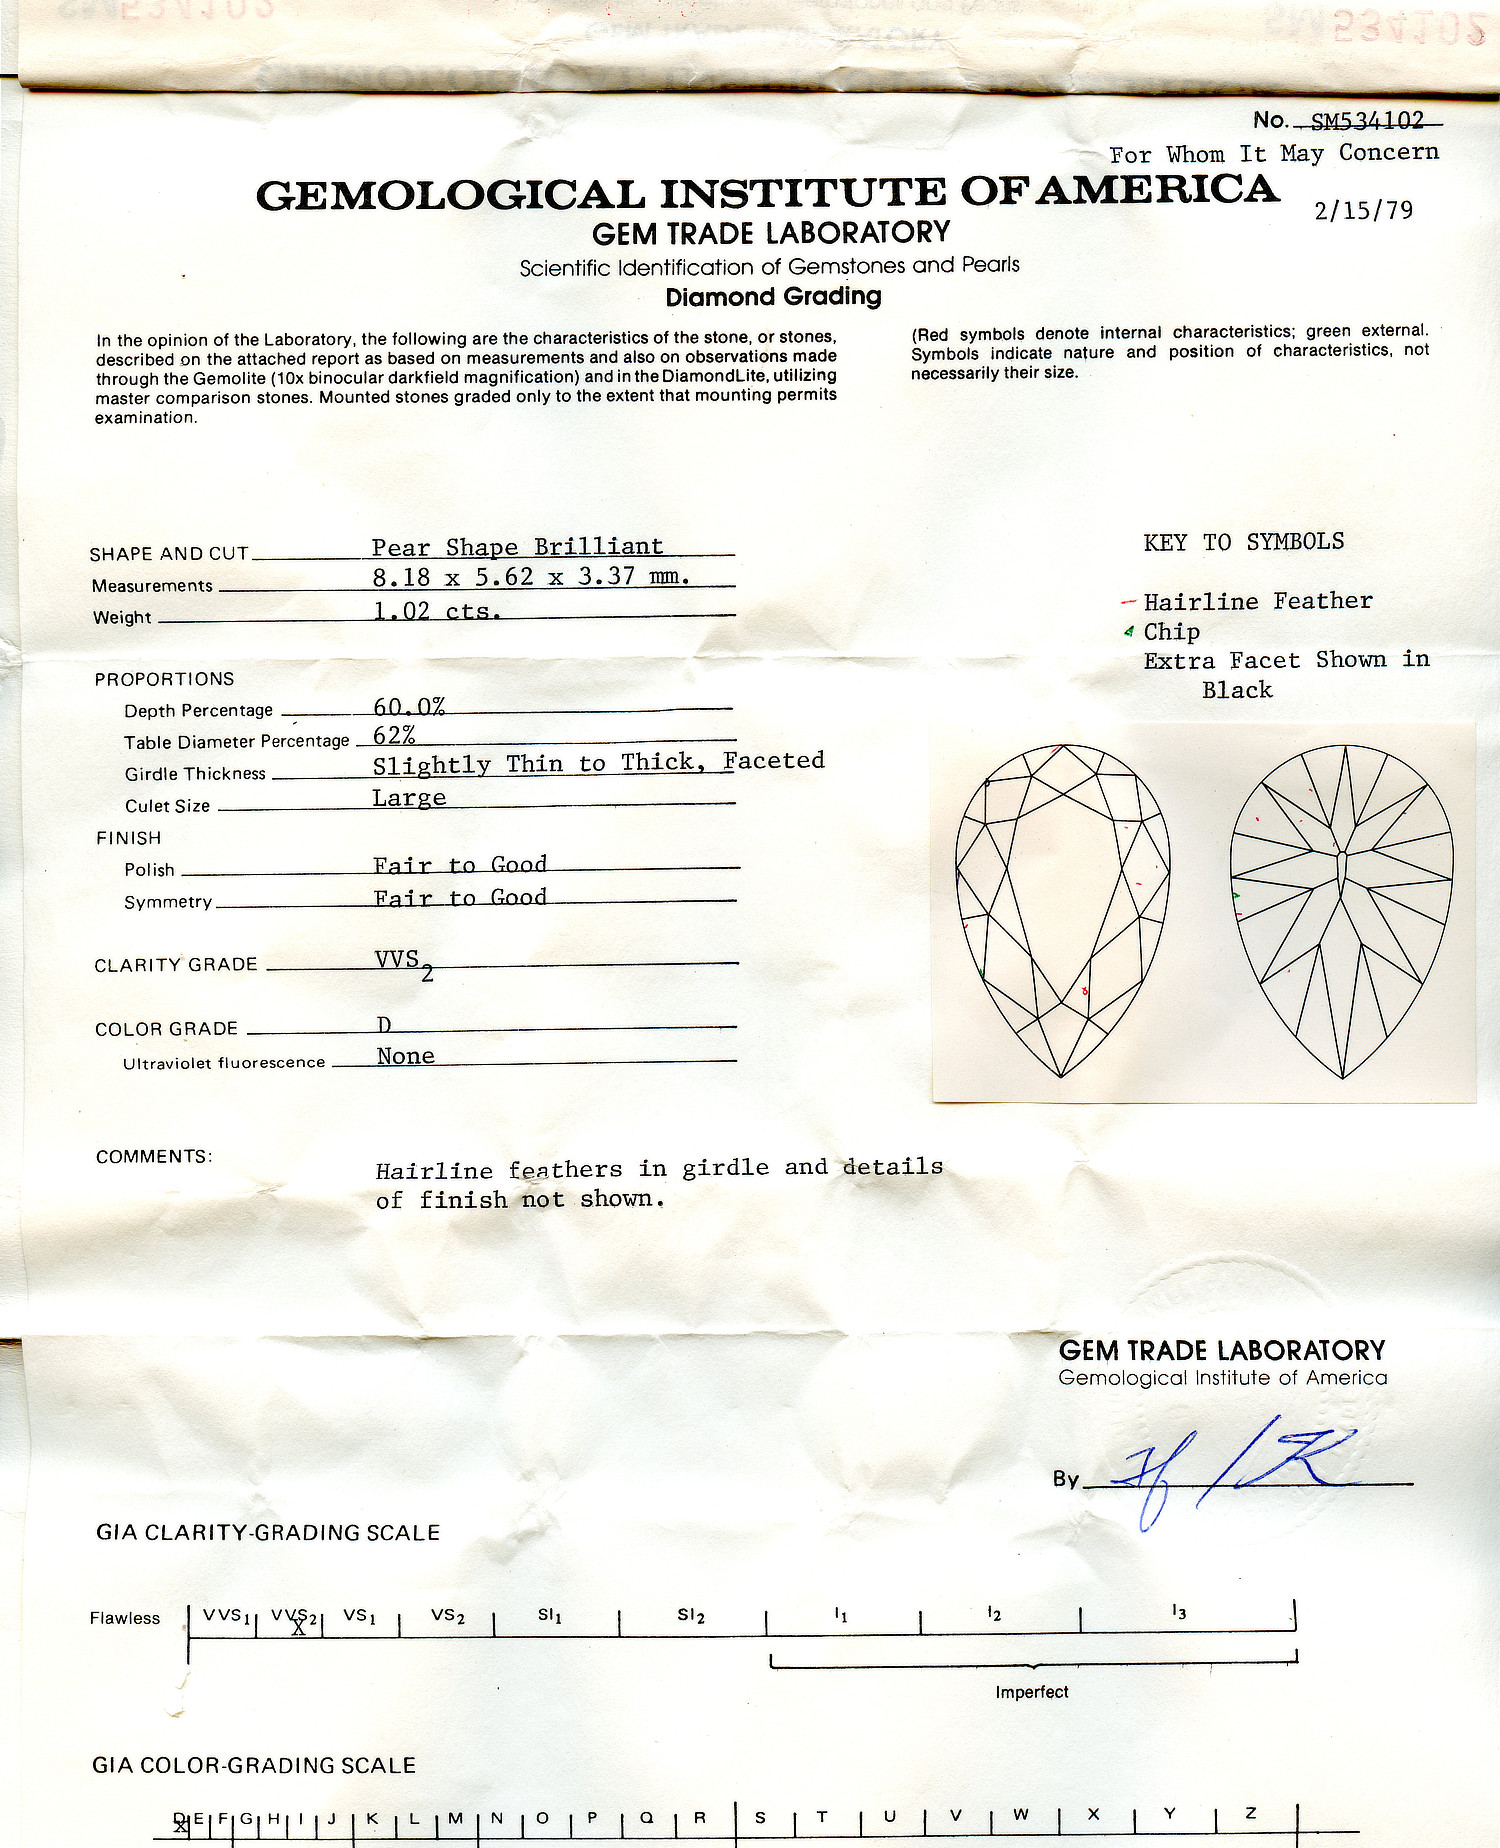 No. SM534102
For Whom It May Concern
GEMOLOGICAL INSTITUTE OF AMERICA
2/15/79
GEM TRADE LABORATORY
Scientific Identification of Gemstones and Pearls
Diamond Grading
In the opinion of the Laboratory, the following are the characteristics of the stone, or stones,
described on the attached report as based on measurements and also on observations made
through the Gemolite (10x binocular darkfield magnification) and in the DiamondLite, utilizing
master comparison stones. Mounted stones graded only to the extent that mounting permits
examination.
(Red symbols denote internal characteristics; green external.
Symbols indicate nature and position of characteristics, not
necessarily their size.
SHAPE AND CUT Pear Shape Brilliant
Measurements 8.18 x 5.62 x 3.37 mm.
Weight 1.02 cts.
PROPORTIONS
Depth Percentage 60.0%
Table Diameter Percentage 62%
Girdle Thickness Slightly Thin to Thick, Faceted
Culet Size Large
FINISH
Polish Fair to Good
Symmetry Fair to Good
CLARITY GRADE VVS2
COLOR GRADE D
Ultraviolet fluorescence None
KEY TO SYMBOLS
Hairline Feather
Chip
Extra Facet Shown in
Black
COMMENTS:
Hairline feathers in girdle and details
of finish not shown.
GEM TRADE LABORATORY
Gemological Institute of America
By
GIA CLARITY-GRADING SCALE
Flawless VVS1 VVS2 VS1 VS2 SI1 SI2 I1 I2 I3
X
Imperfect
GIA COLOR-GRADING SCALE
D E F G H I J K L M N O P Q R S T U V W X Y Z
X